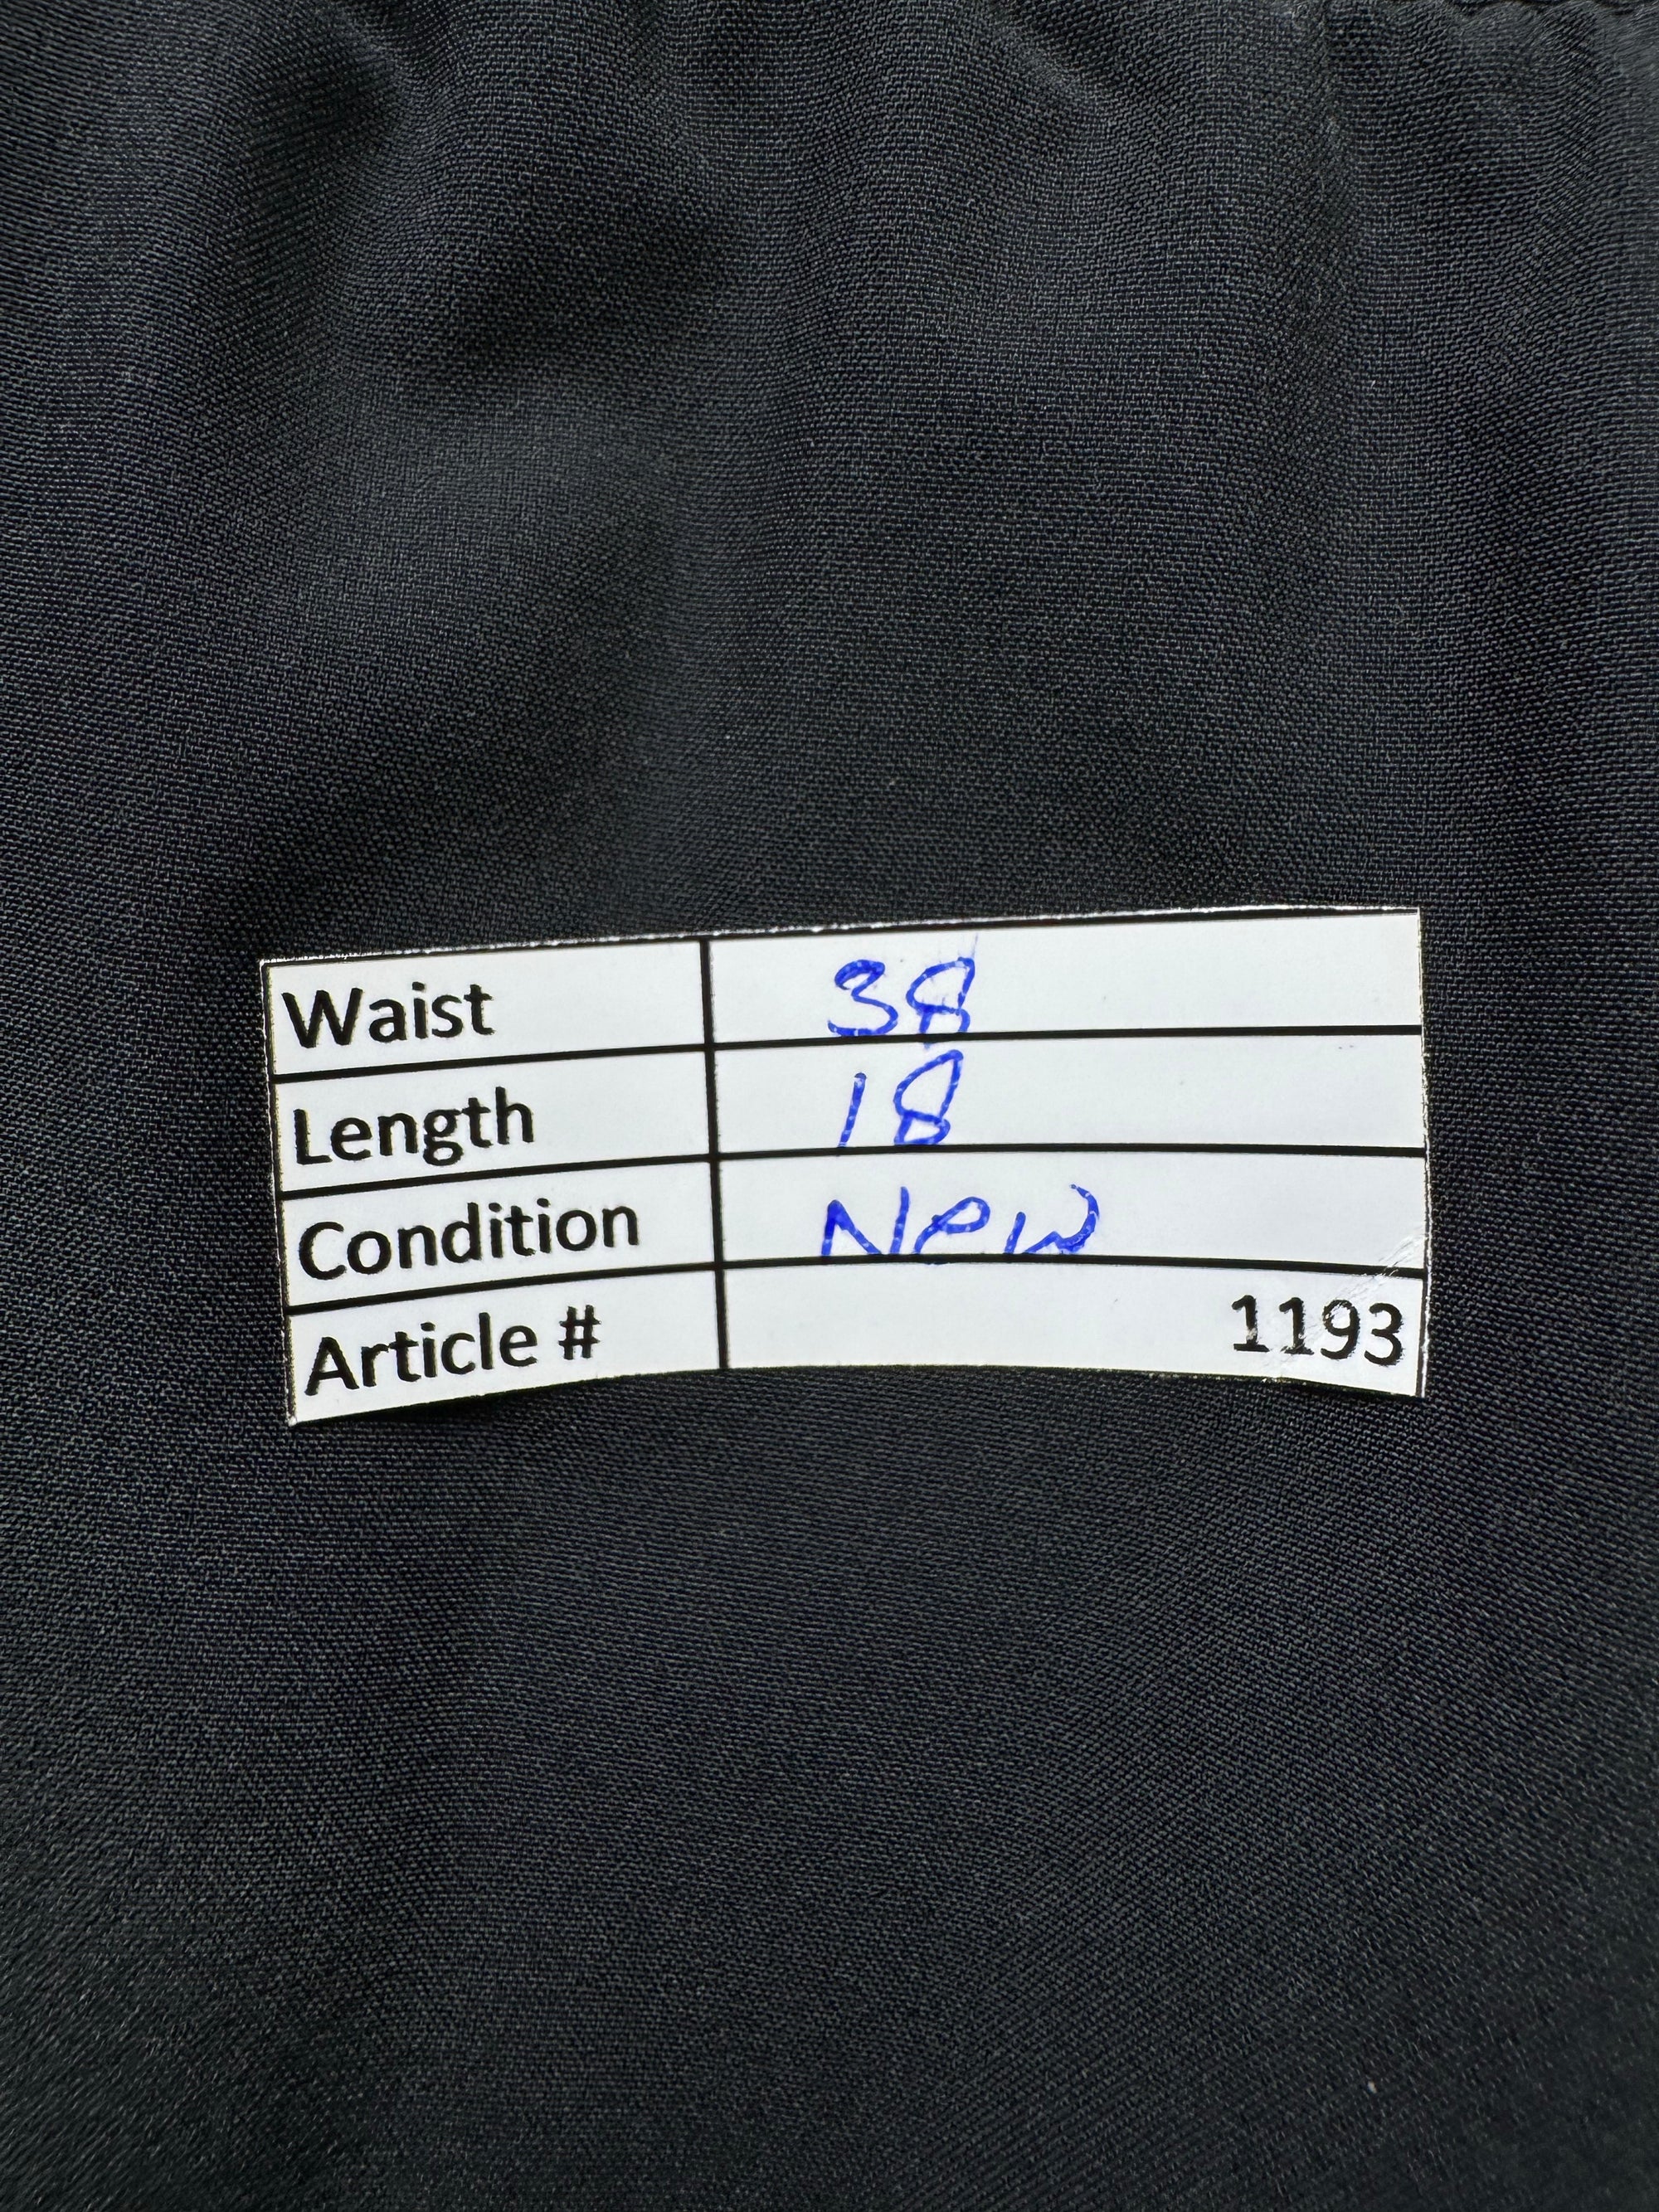 Waist 38
Length 18
Condition New
Article # 1193